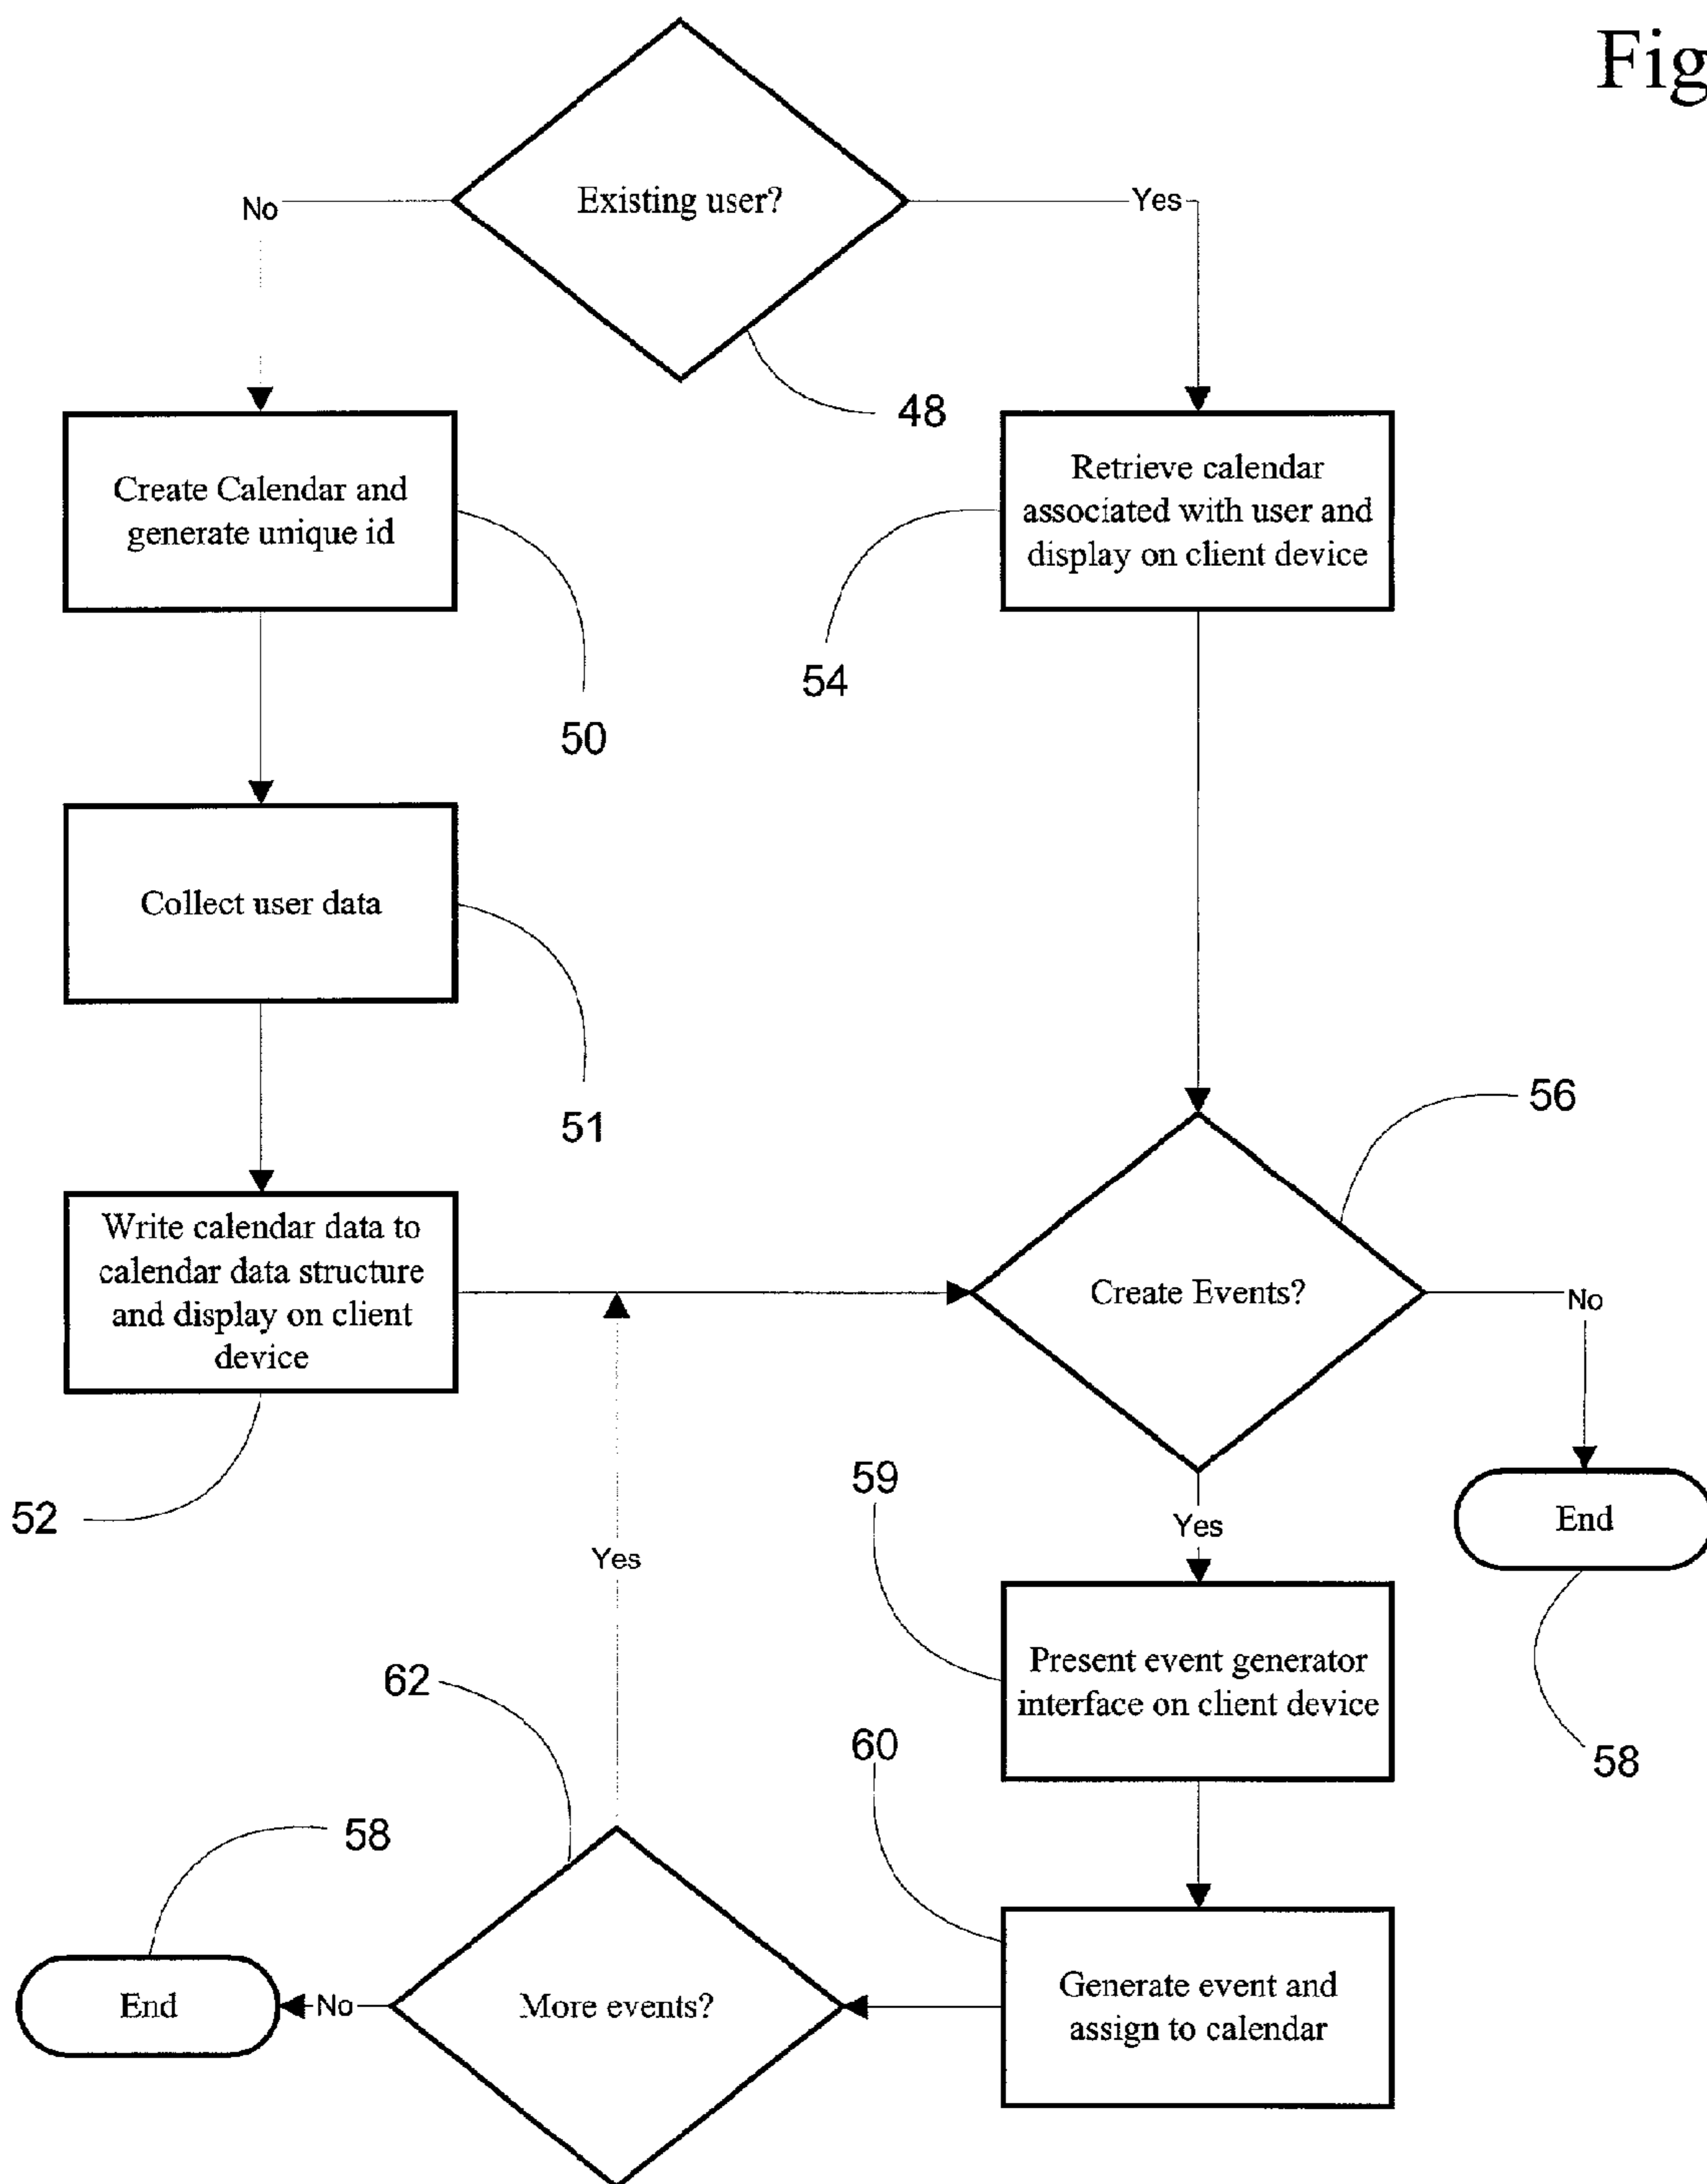 Fig
Existing user?
No
Yes
48
Create Calendar and
generate unique id
Retrieve calendar
associated with user and
display on client device
54
50
Collect user data
51
56
Write calendar data to
calendar data structure
and display on client
device
Create Events?
No
52
59
Yes
End
Yes
Present event generator
interface on client device
62
60
58
58
End
No
More events?
Generate event and
assign to calendar